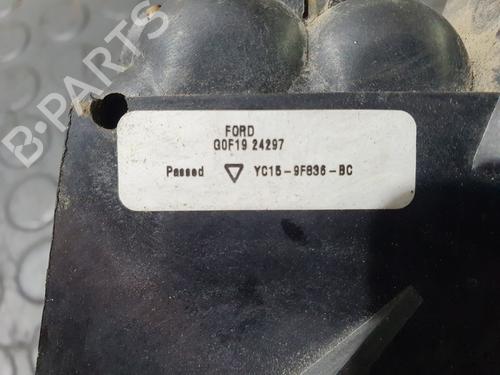 FORD
G0F19 24297
Passed YC15-9F836-BC
B-PARTS